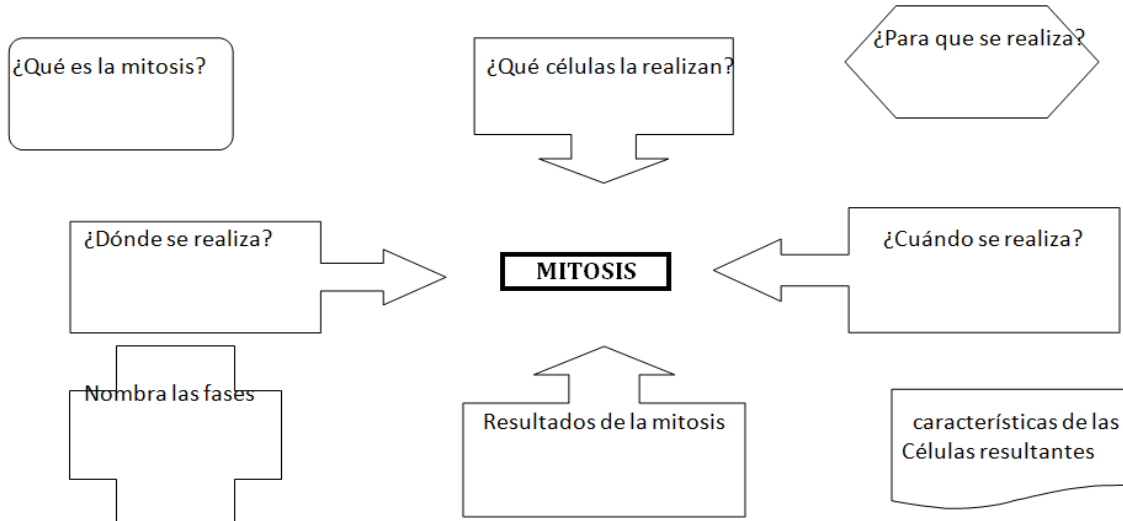 ¿Qué es la mitosis?
¿Qué células la realizan?
¿Para que se realiza?
¿Dónde se realiza?
MITOSIS
¿Cuándo se realiza?
Nombra las fases
Resultados de la mitosis
características de las
Células resultantes